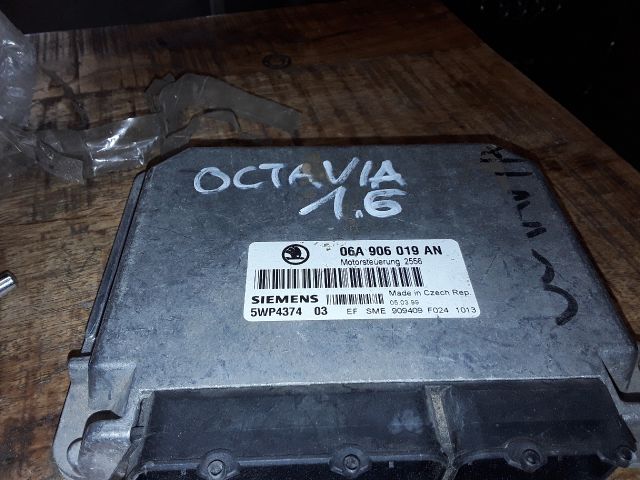 OCTAVIA
1.6
06A 906 019 AN
Motorsteuerung 2556
SIEMENS
Made in Czech Rep.
05.03.99
5WP4374 03 EF SME 909409 F024 1013